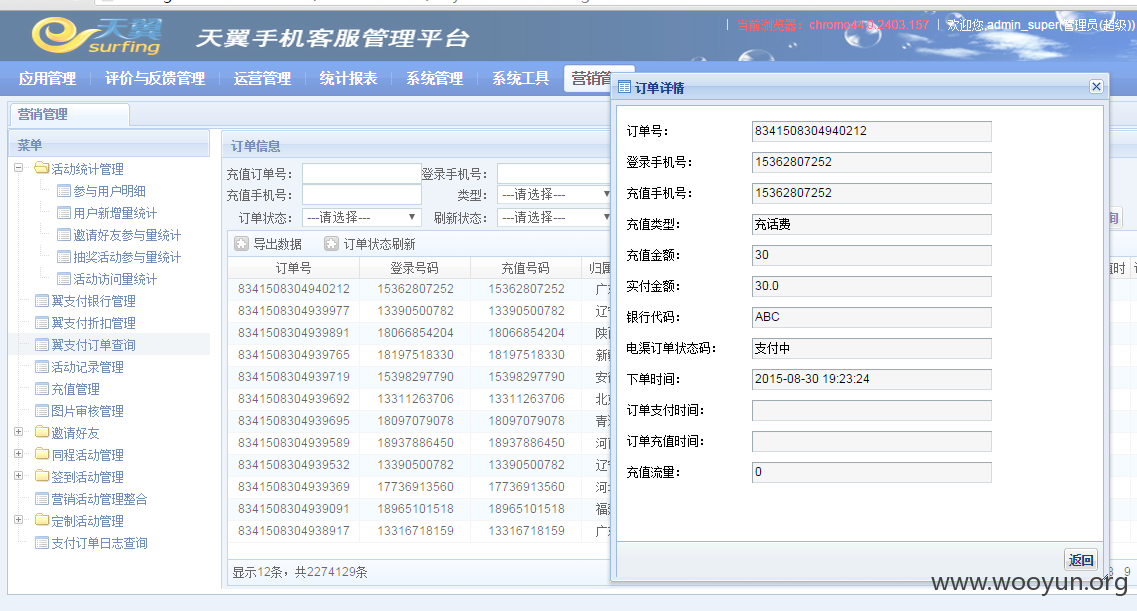 天翼
surfing
天翼手机客服管理平台
当前浏览器：chromo44.0.2403.157
欢迎您,admin_super(管理员(超级))
应用管理 评价与反馈管理 运营管理 统计报表 系统管理 系统工具 营销管
营销管理
菜单
活动统计管理
参与用户明细
用户新增量统计
邀请好友参与量统计
抽奖活动参与量统计
活动访问量统计
翼支付银行管理
翼支付折扣管理
翼支付订单查询
活动记录管理
充值管理
图片审核管理
邀请好友
同程活动管理
签到活动管理
营销活动管理整合
定制活动管理
支付订单日志查询
订单信息
充值订单号： 登录手机号：
充值手机号： 类型： ---请选择---
订单状态： ---请选择--- 刷新状态： ---请选择---
导出数据 订单状态刷新
订单号 登录号码 充值号码 归属
8341508304940212 15362807252 15362807252 广
8341508304939977 13390500782 13390500782 辽
8341508304939891 18066854204 18066854204 陕
8341508304939765 18197518330 18197518330 新
8341508304939719 15398297790 15398297790 安
8341508304939692 13311263706 13311263706 北
8341508304939695 18097079078 18097079078 青
8341508304939589 18937886450 18937886450 河
8341508304939532 13390500782 13390500782 辽
8341508304939369 17736913560 17736913560 河
8341508304939091 18965101518 18965101518 福
8341508304938917 13316718159 13316718159 广
显示12条，共2274129条
订单详情
订单号： 8341508304940212
登录手机号： 15362807252
充值手机号： 15362807252
充值类型： 充话费
充值金额： 30
实付金额： 30.0
银行代码： ABC
电渠订单状态码： 支付中
下单时间： 2015-08-30 19:23:24
订单支付时间：
订单充值时间：
充值流量： 0
返回
www.wooyun.org